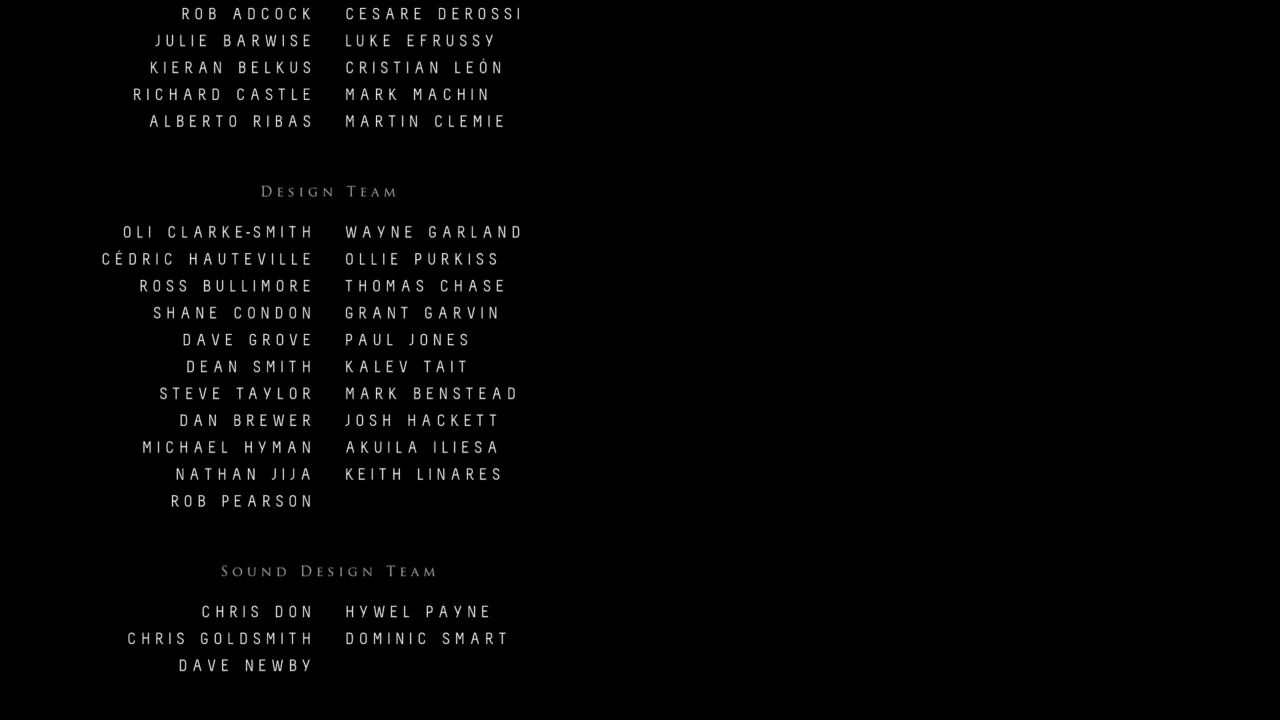 ROB ADCOCK CESARE DEROSSI
JULIE BARWISE LUKE EFRUSSY
KIERAN BELKUS CRISTIAN LEÓN
RICHARD CASTLE MARK MACHIN
ALBERTO RIBAS MARTIN CLEMIE
Design Team
OLI CLARKE-SMITH WAYNE GARLAND
CÉDRIC HAUTEVILLE OLLIE PURKISS
ROSS BULLIMORE THOMAS CHASE
SHANE CONDON GRANT GARVIN
DAVE GROVE PAUL JONES
DEAN SMITH KALEV TAIT
STEVE TAYLOR MARK BENSTEAD
DAN BREWER JOSH HACKETT
MICHAEL HYMAN AKUILA ILIESA
NATHAN JIJA KEITH LINARES
ROB PEARSON
Sound Design Team
CHRIS DON HYWEL PAYNE
CHRIS GOLDSMITH DOMINIC SMART
DAVE NEWBY